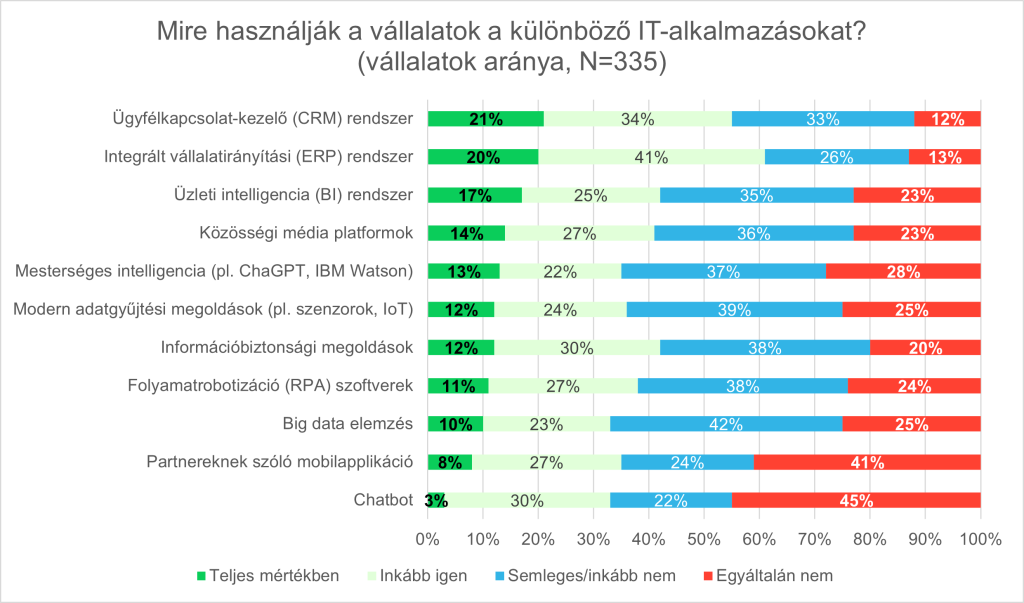 Mire használják a vállalatok a különböző IT-alkalmazásokat?
(vállalatok aránya, N=335)
Ügyfélkapcsolat-kezelő (CRM) rendszer 21% 34% 33% 12%
Integrált vállalatirányítási (ERP) rendszer 20% 41% 26% 13%
Üzleti intelligencia (BI) rendszer 17% 25% 35% 23%
Közösségi média platformok 14% 27% 36% 23%
Mesterséges intelligencia (pl. ChaGPT, IBM Watson) 13% 22% 37% 28%
Modern adatgyűjtési megoldások (pl. szenzorok, IoT) 12% 24% 39% 25%
Információbiztonsági megoldások 12% 30% 38% 20%
Folyamatrobotizáció (RPA) szoftverek 11% 27% 38% 24%
Big data elemzés 10% 23% 42% 25%
Partnereknek szóló mobilapplikáció 8% 27% 24% 41%
Chatbot 3% 30% 22% 45%
0% 10% 20% 30% 40% 50% 60% 70% 80% 90% 100%
Teljes mértékben Inkább igen Semleges/inkább nem Egyáltalán nem